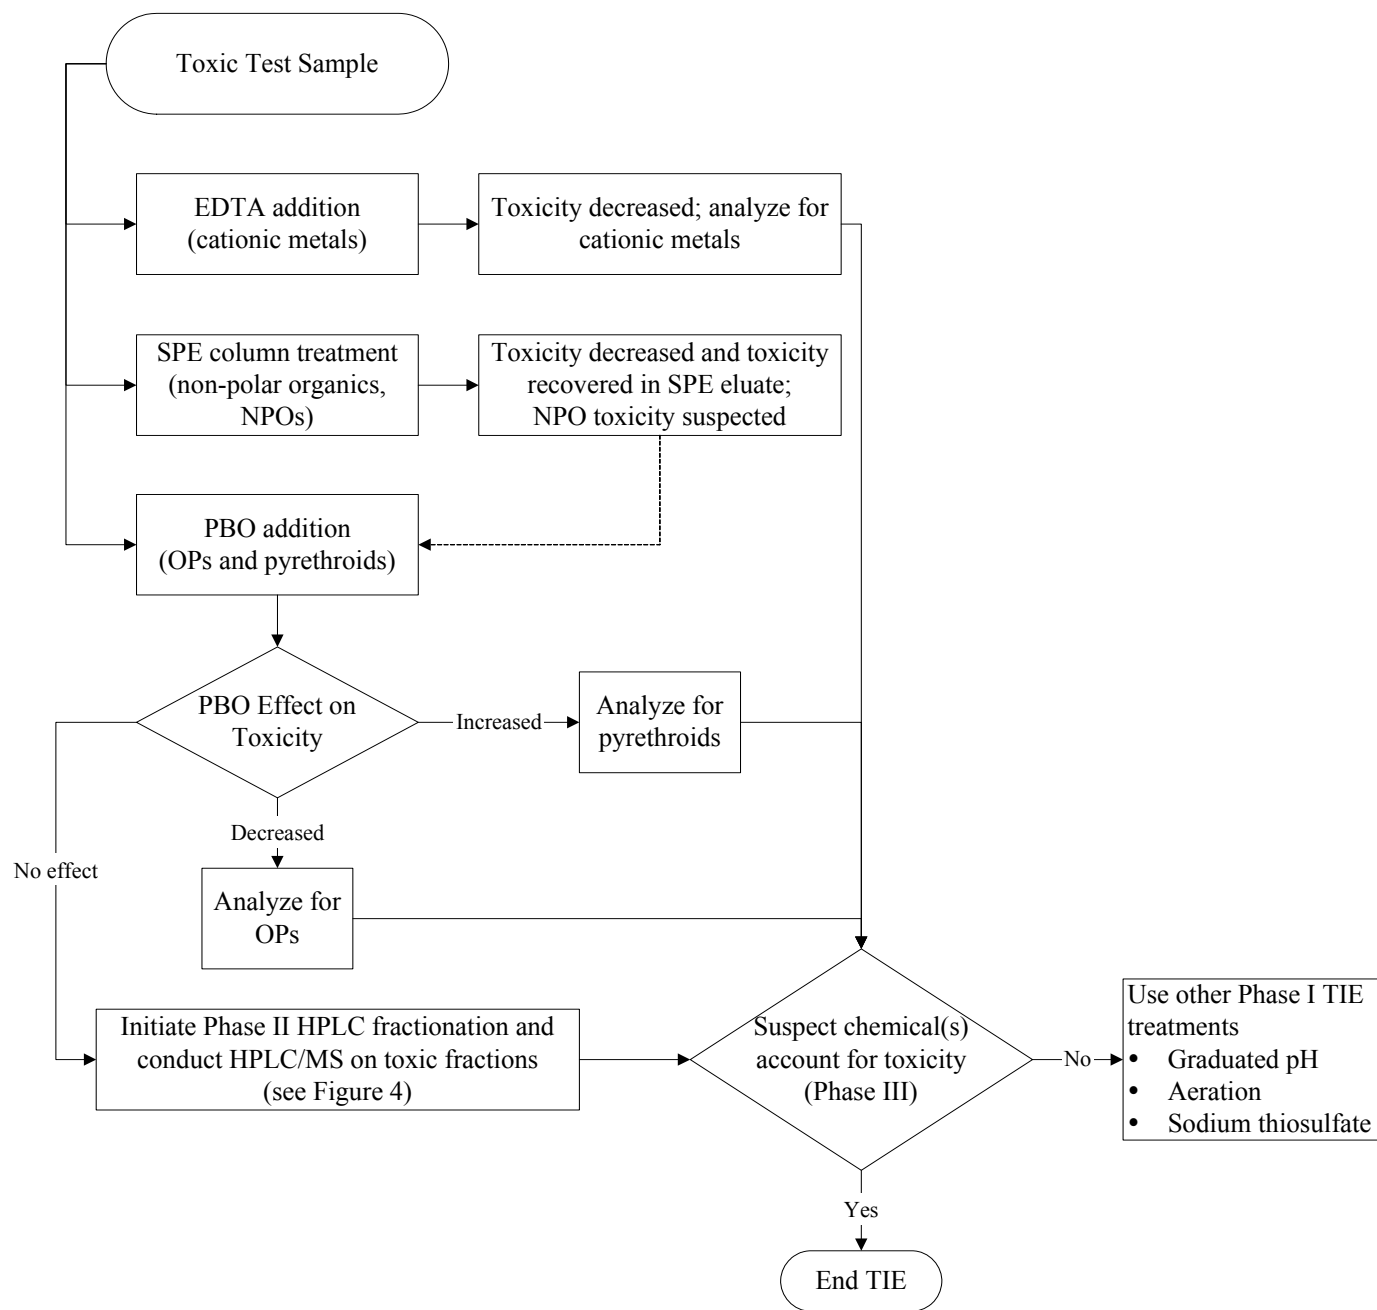 Toxic Test Sample
EDTA addition
(cationic metals)
Toxicity decreased; analyze for
cationic metals
SPE column treatment
(non-polar organics,
NPOs)
Toxicity decreased and toxicity
recovered in SPE eluate;
NPO toxicity suspected
PBO addition
(OPs and pyrethroids)
PBO Effect on
Toxicity
Increased
Analyze for
pyrethroids
Decreased
No effect
Analyze for
OPs
Initiate Phase II HPLC fractionation and
conduct HPLC/MS on toxic fractions
(see Figure 4)
Suspect chemical(s)
account for toxicity
(Phase III)
No
Use other Phase I TIE
treatments
• Graduated pH
• Aeration
• Sodium thiosulfate
Yes
End TIE